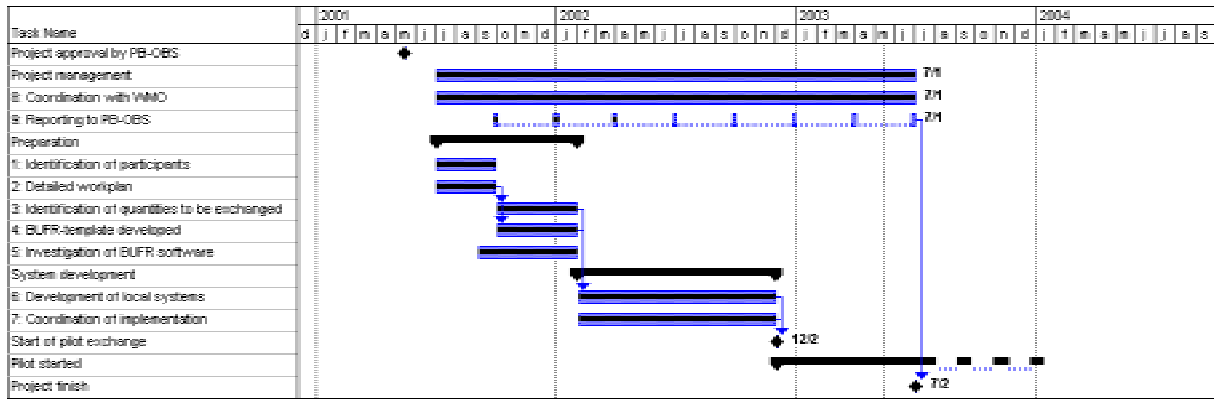 2001 2002 2003 2004
Task Name d j f m a m j j a s o n d j f m a m j j a s o n d j f m a m j j a s o n d j f m a m j j a s
Project approval by PB-OBS
Project management 7/1
8: Coordination with WMO 7/1
9: Reporting to PB-OBS 7/1
Preparation
1: Identification of participants
2: Detailed workplan
3: Identification of quantities to be exchanged
4: BUFR-template developed
5: Investigation of BUFR-software
System development
6: Development of local systems
7: Coordination of implementation
Start of pilot exchange 12/2
Pilot started
Project finish 7/2